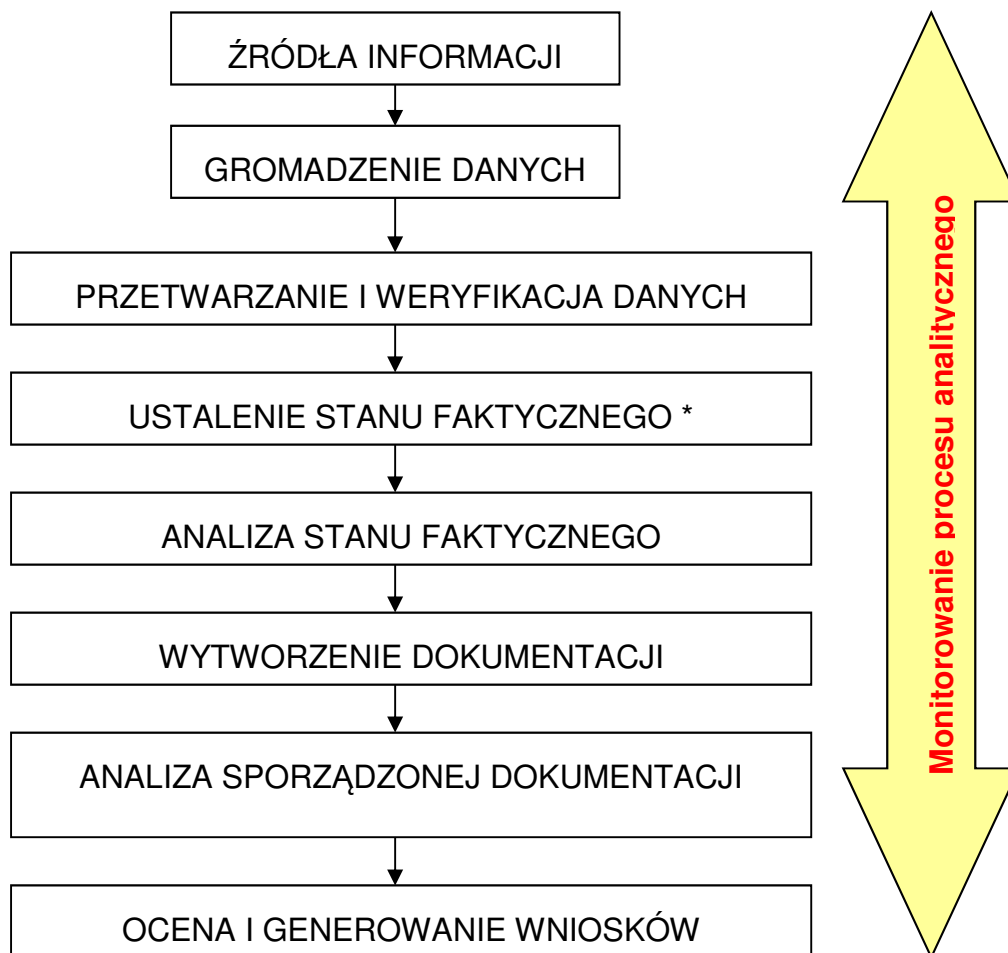 ŹRÓDŁA INFORMACJI
GROMADZENIE DANYCH
PRZETWARZANIE I WERYFIKACJA DANYCH
USTALENIE STANU FAKTYCZNEGO *
ANALIZA STANU FAKTYCZNEGO
WYTWORZENIE DOKUMENTACJI
ANALIZA SPORZĄDZONEJ DOKUMENTACJI
OCENA I GENEROWANIE WNIOSKÓW
Monitorowanie procesu analitycznego